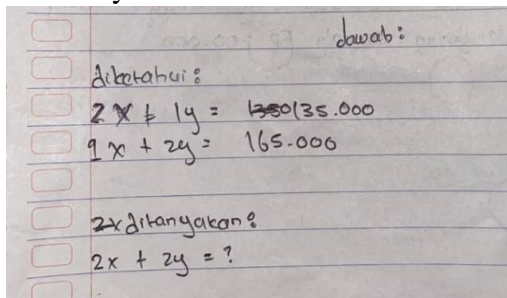 Jawab:
diketahui:
2x + 1y = 135.000
1x + 2y = 165.000
ditanyakan:
2x + 2y = ?